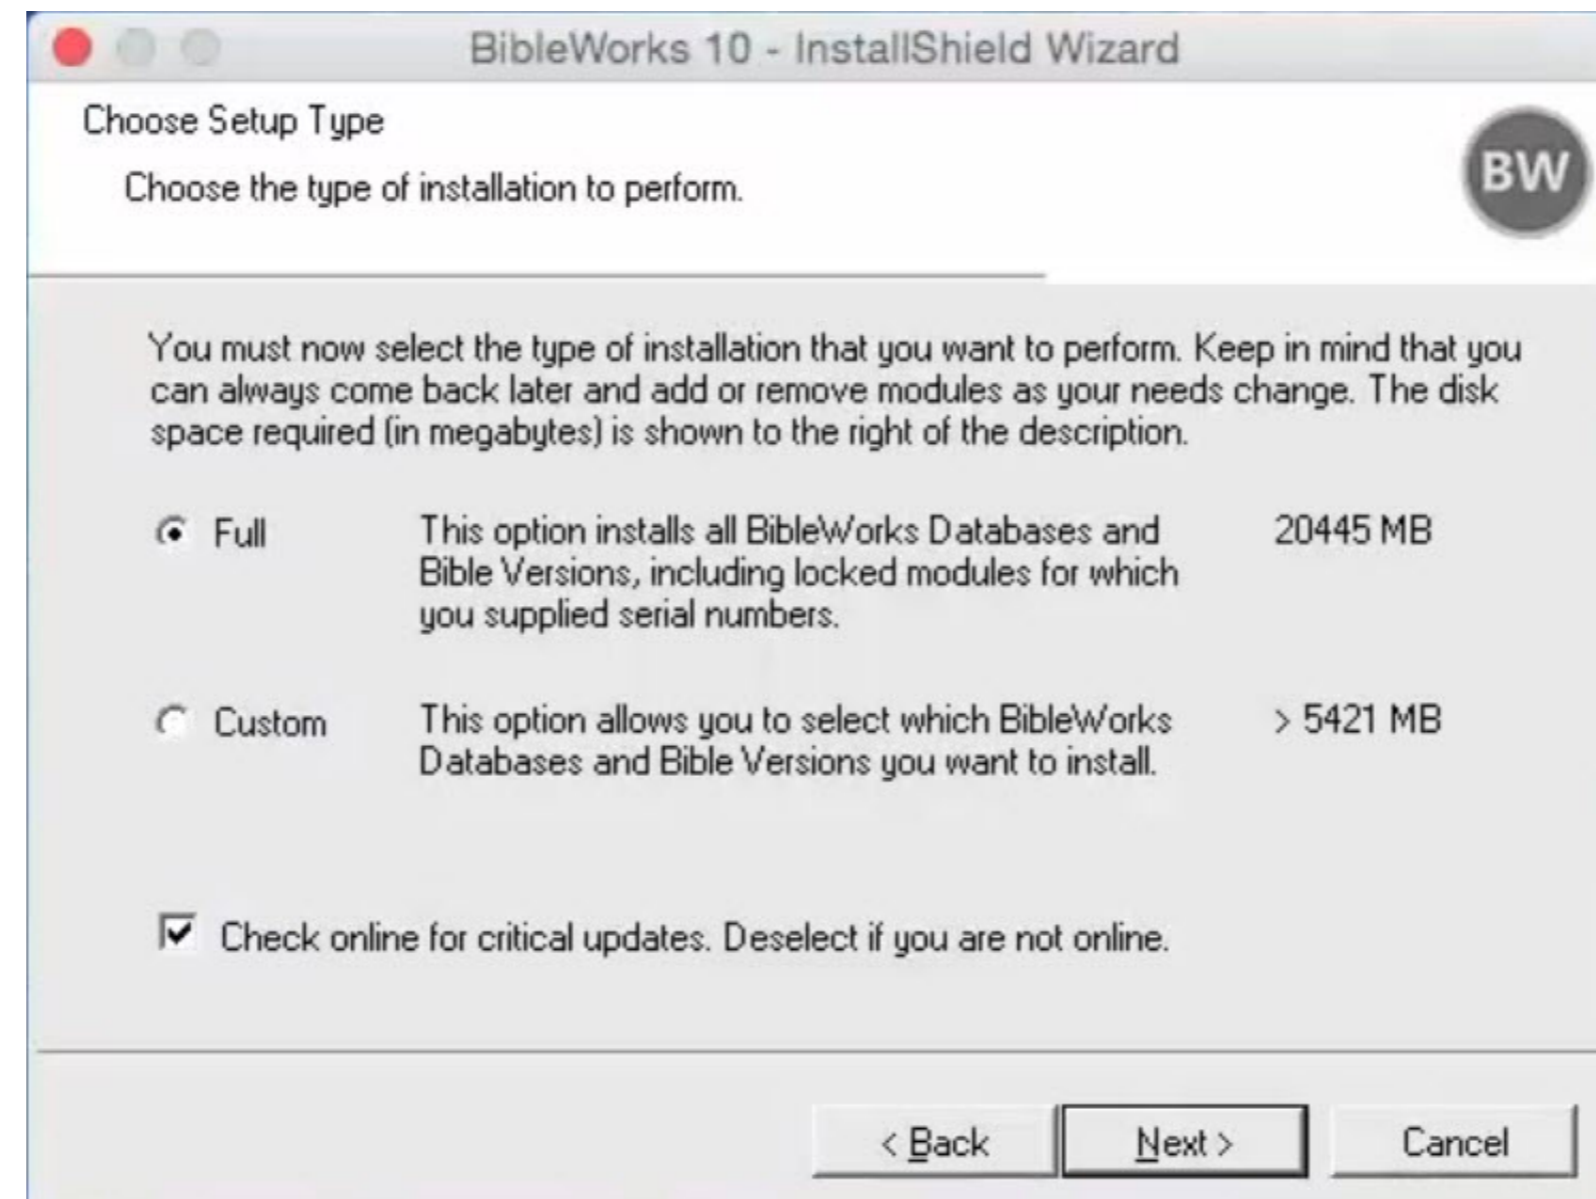 BibleWorks 10 - InstallShield Wizard
Choose Setup Type
BW
Choose the type of installation to perform.
You must now select the type of installation that you want to perform. Keep in mind that you
can always come back later and add or remove modules as your needs change. The disk
space required (in megabytes) is shown to the right of the description.
Full This option installs all BibleWorks Databases and 20445 MB
Bible Versions, including locked modules for which
you supplied serial numbers.
Custom This option allows you to select which BibleWorks > 5421 MB
Databases and Bible Versions you want to install.
Check online for critical updates. Deselect if you are not online.
< Back Next > Cancel